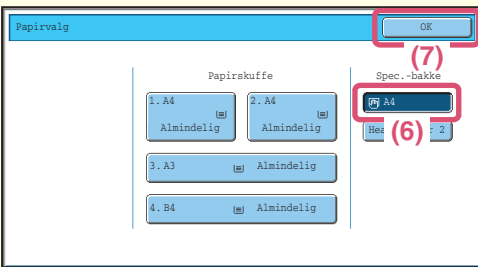 Papirvalg
OK
(7)
Papirskuffe
Spec.-bakke
1. A4
Almindelig
2. A4
Almindelig
A4
(6)
2
3. A3
Almindelig
4. B4
Almindelig